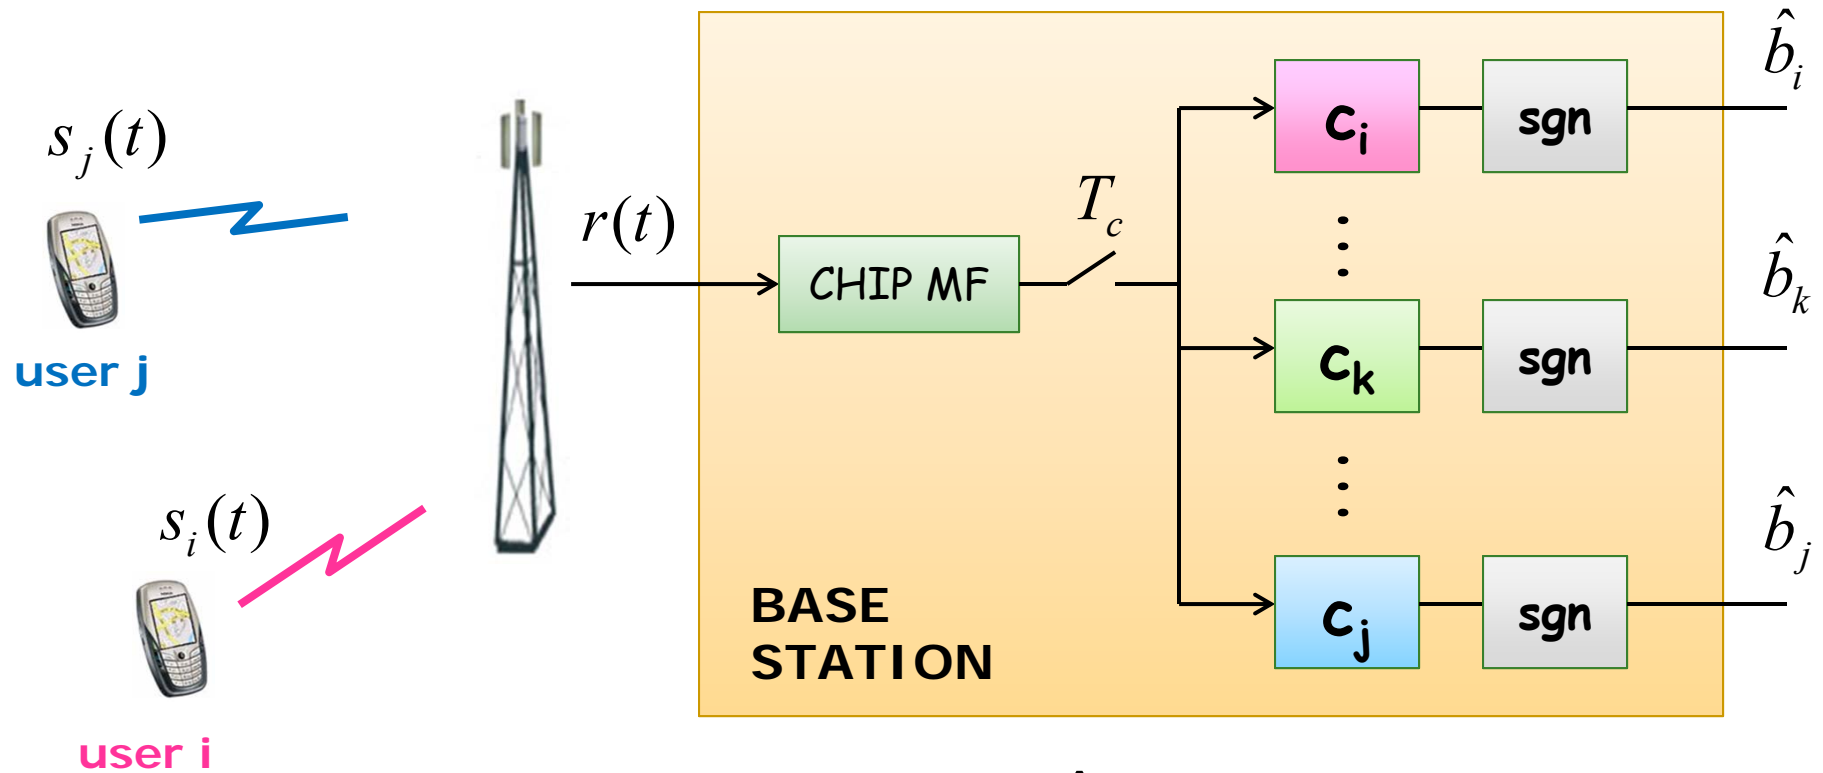 s_j(t)
user j
s_i(t)
user i
r(t)
CHIP MF
T_c
c_i
sgn
b̂_i
c_k
sgn
b̂_k
c_j
sgn
b̂_j
BASE
STATION